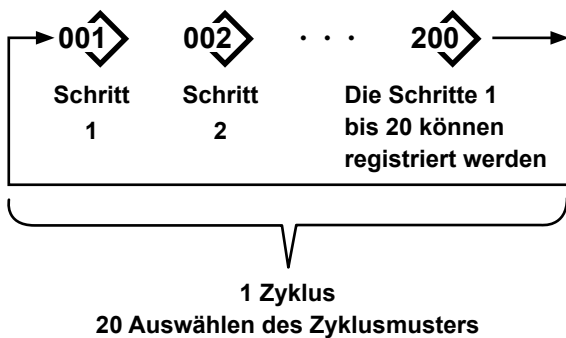 001 002 · · · 200
Schritt Schritt Die Schritte 1
1 2 bis 20 können
registriert werden
1 Zyklus
20 Auswählen des Zyklusmusters